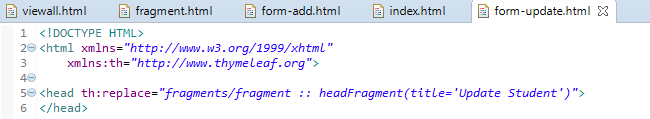 viewall.html fragment.html form-add.html index.html form-update.html
1 <!DOCTYPE HTML>
2 <html xmlns="http://www.w3.org/1999/xhtml"
3 xmlns:th="http://www.thymeleaf.org">
4
5 <head th:replace="fragments/fragment :: headFragment(title='Update Student')">
6 </head>